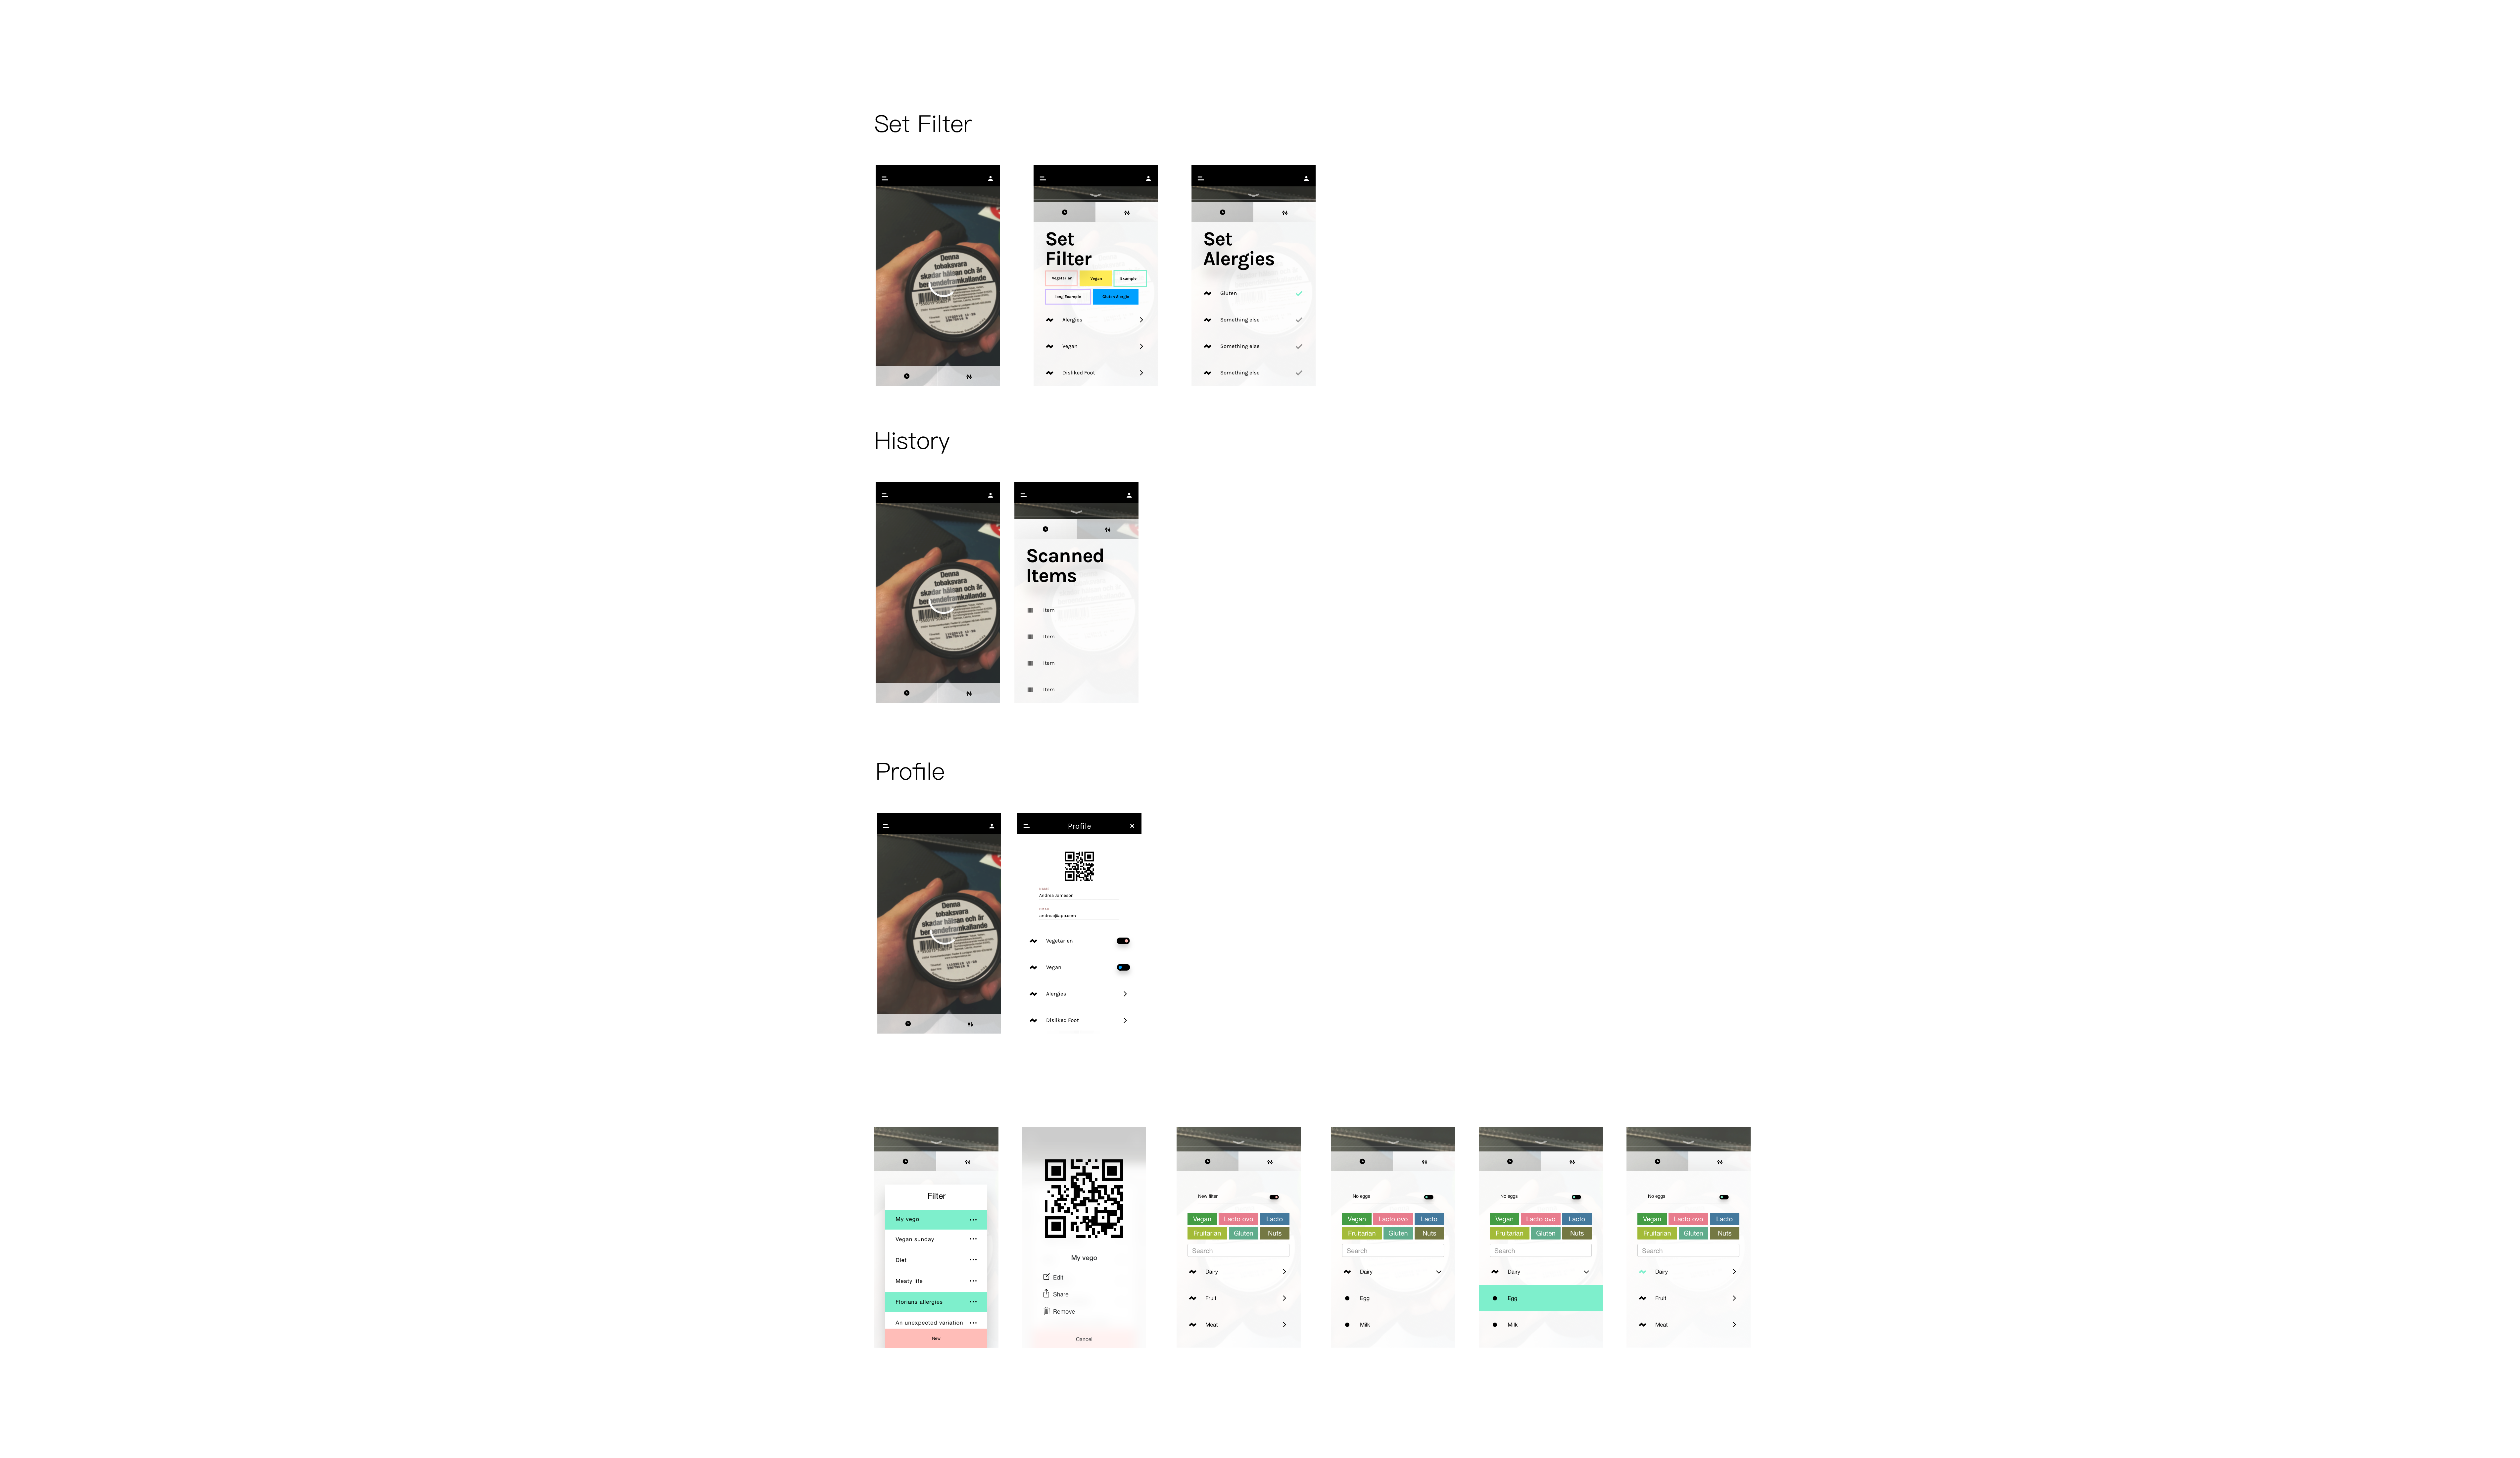 Set Filter
Denna
tobaksvara
skadar hälsan och är
beroendeframkallande
Set
Filter
Vegetarian
Vegan
Example
long Example
Gluten Alergie
Alergies
Vegan
Disliked Foot
Set
Alergies
Gluten
Something else
Something else
Something else
History
Denna
tobaksvara
skadar hälsan och är
beroendeframkallande
Scanned
Items
Item
Item
Item
Item
Profile
Denna
tobaksvara
skadar hälsan och är
beroendeframkallande
Profile
NAME
Andrea Jameson
EMAIL
andrea@app.com
Vegetarien
Vegan
Alergies
Disliked Foot
Filter
My vego
Vegan sunday
Diet
Meaty life
Florians allergies
An unexpected variation
New
My vego
Edit
Share
Remove
Cancel
New filter
Vegan Lacto ovo Lacto
Fruitarian Gluten Nuts
Search
Dairy
Fruit
Meat
No eggs
Vegan Lacto ovo Lacto
Fruitarian Gluten Nuts
Search
Dairy
Egg
Milk
No eggs
Vegan Lacto ovo Lacto
Fruitarian Gluten Nuts
Search
Dairy
Egg
Milk
No eggs
Vegan Lacto ovo Lacto
Fruitarian Gluten Nuts
Search
Dairy
Fruit
Meat